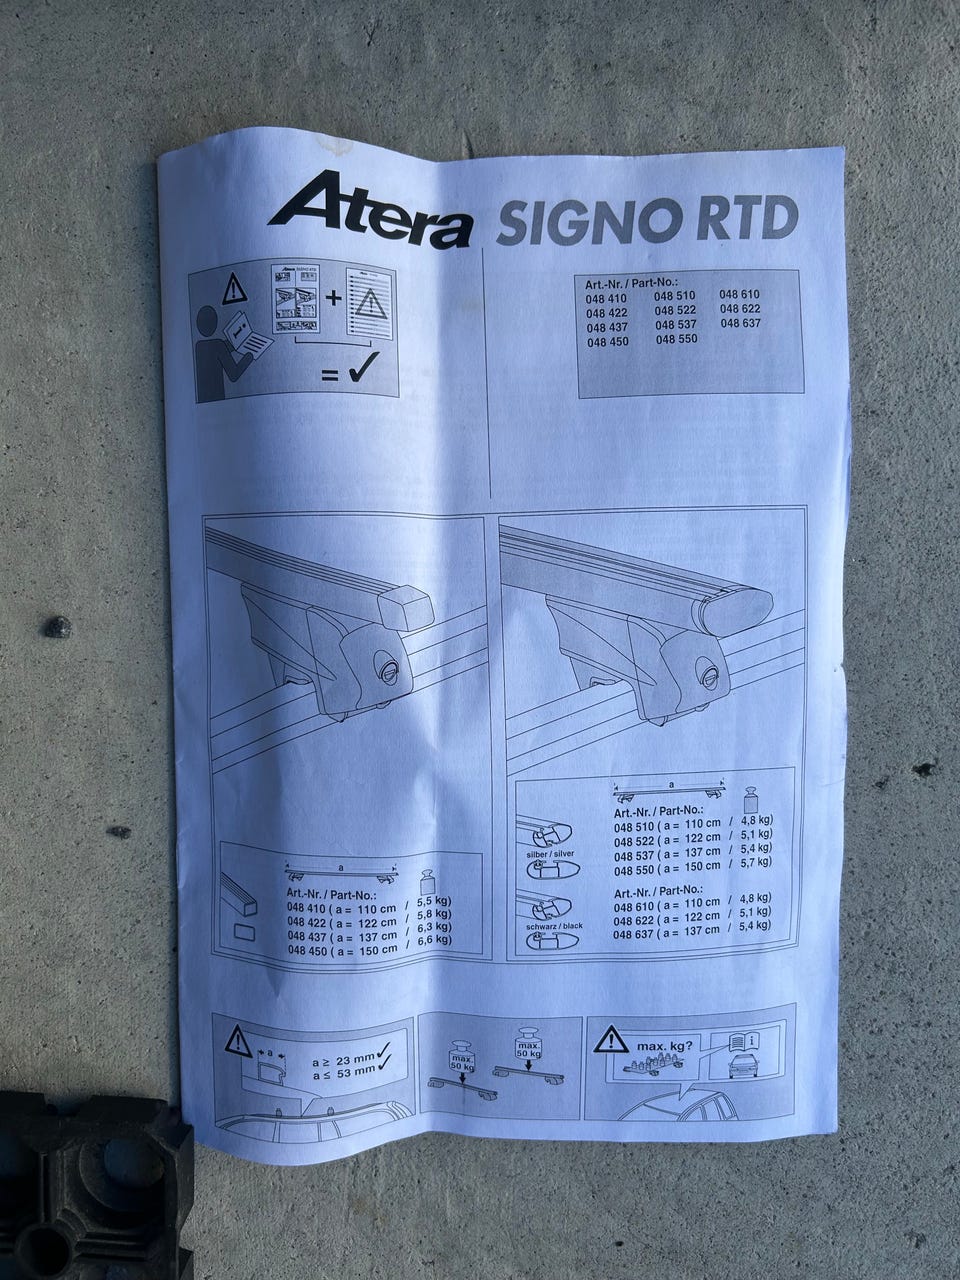 Atera SIGNO RTD
Atera SIGNO RTD
+
= ✓
Art.-Nr. / Part-No.:
048 410 048 510 048 610
048 422 048 522 048 622
048 437 048 537 048 637
048 450 048 550
a
Art.-Nr. / Part-No.:
048 410 ( a = 110 cm / 5,5 kg)
048 422 ( a = 122 cm / 5,8 kg)
048 437 ( a = 137 cm / 6,3 kg)
048 450 ( a = 150 cm / 6,6 kg)
a
Art.-Nr. / Part-No.:
048 510 ( a = 110 cm / 4,8 kg)
048 522 ( a = 122 cm / 5,1 kg)
048 537 ( a = 137 cm / 5,4 kg)
048 550 ( a = 150 cm / 5,7 kg)
silber / silver
Art.-Nr. / Part-No.:
048 610 ( a = 110 cm / 4,8 kg)
048 622 ( a = 122 cm / 5,1 kg)
048 637 ( a = 137 cm / 5,4 kg)
schwarz / black
a
a ≥ 23 mm ✓
a ≤ 53 mm ✓
max.
50 kg
max.
50 kg
max. kg?
i